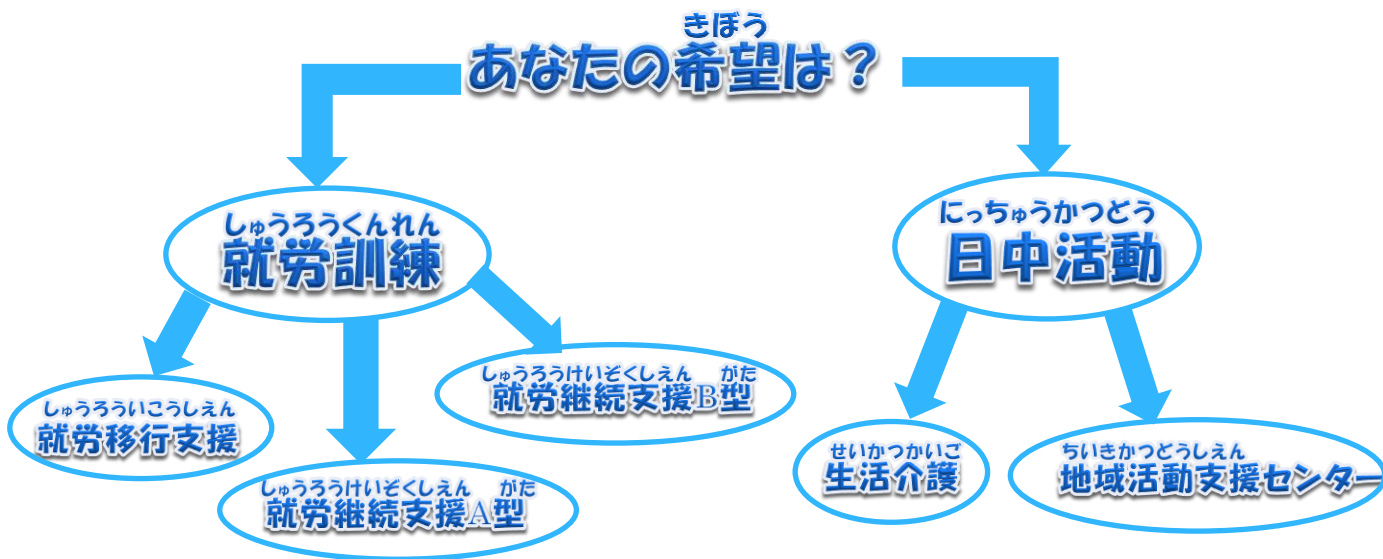 きぼう
あなたの希望は？
しゅうろうくんれん
就労訓練
にっちゅうかつどう
日中活動
しゅうろういこうしえん
就労移行支援
しゅうろうけいぞくしえん がた
就労継続支援A型
しゅうろうけいぞくしえん がた
就労継続支援B型
せいかつかいご
生活介護
ちいきかつどうしえん
地域活動支援センター